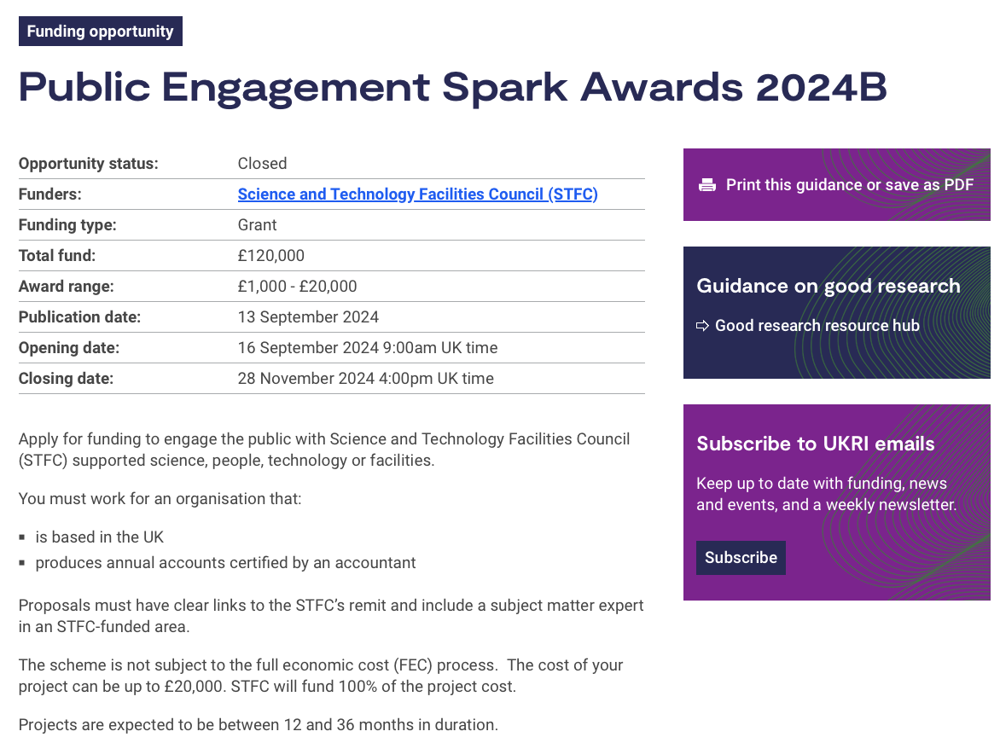 Funding opportunity
Public Engagement Spark Awards 2024B
Opportunity status: Closed
Funders: Science and Technology Facilities Council (STFC)
Funding type: Grant
Total fund: £120,000
Award range: £1,000 - £20,000
Publication date: 13 September 2024
Opening date: 16 September 2024 9:00am UK time
Closing date: 28 November 2024 4:00pm UK time
Apply for funding to engage the public with Science and Technology Facilities Council
(STFC) supported science, people, technology or facilities.
You must work for an organisation that:
▪ is based in the UK
▪ produces annual accounts certified by an accountant
Proposals must have clear links to the STFC’s remit and include a subject matter expert
in an STFC-funded area.
The scheme is not subject to the full economic cost (FEC) process.  The cost of your
project can be up to £20,000. STFC will fund 100% of the project cost.
Projects are expected to be between 12 and 36 months in duration.
Print this guidance or save as PDF
Guidance on good research
Good research resource hub
Subscribe to UKRI emails
Keep up to date with funding, news
and events, and a weekly newsletter.
Subscribe